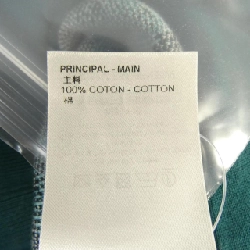 PRINCIPAL - MAIN
主料
100% COTON - COTTON
棉